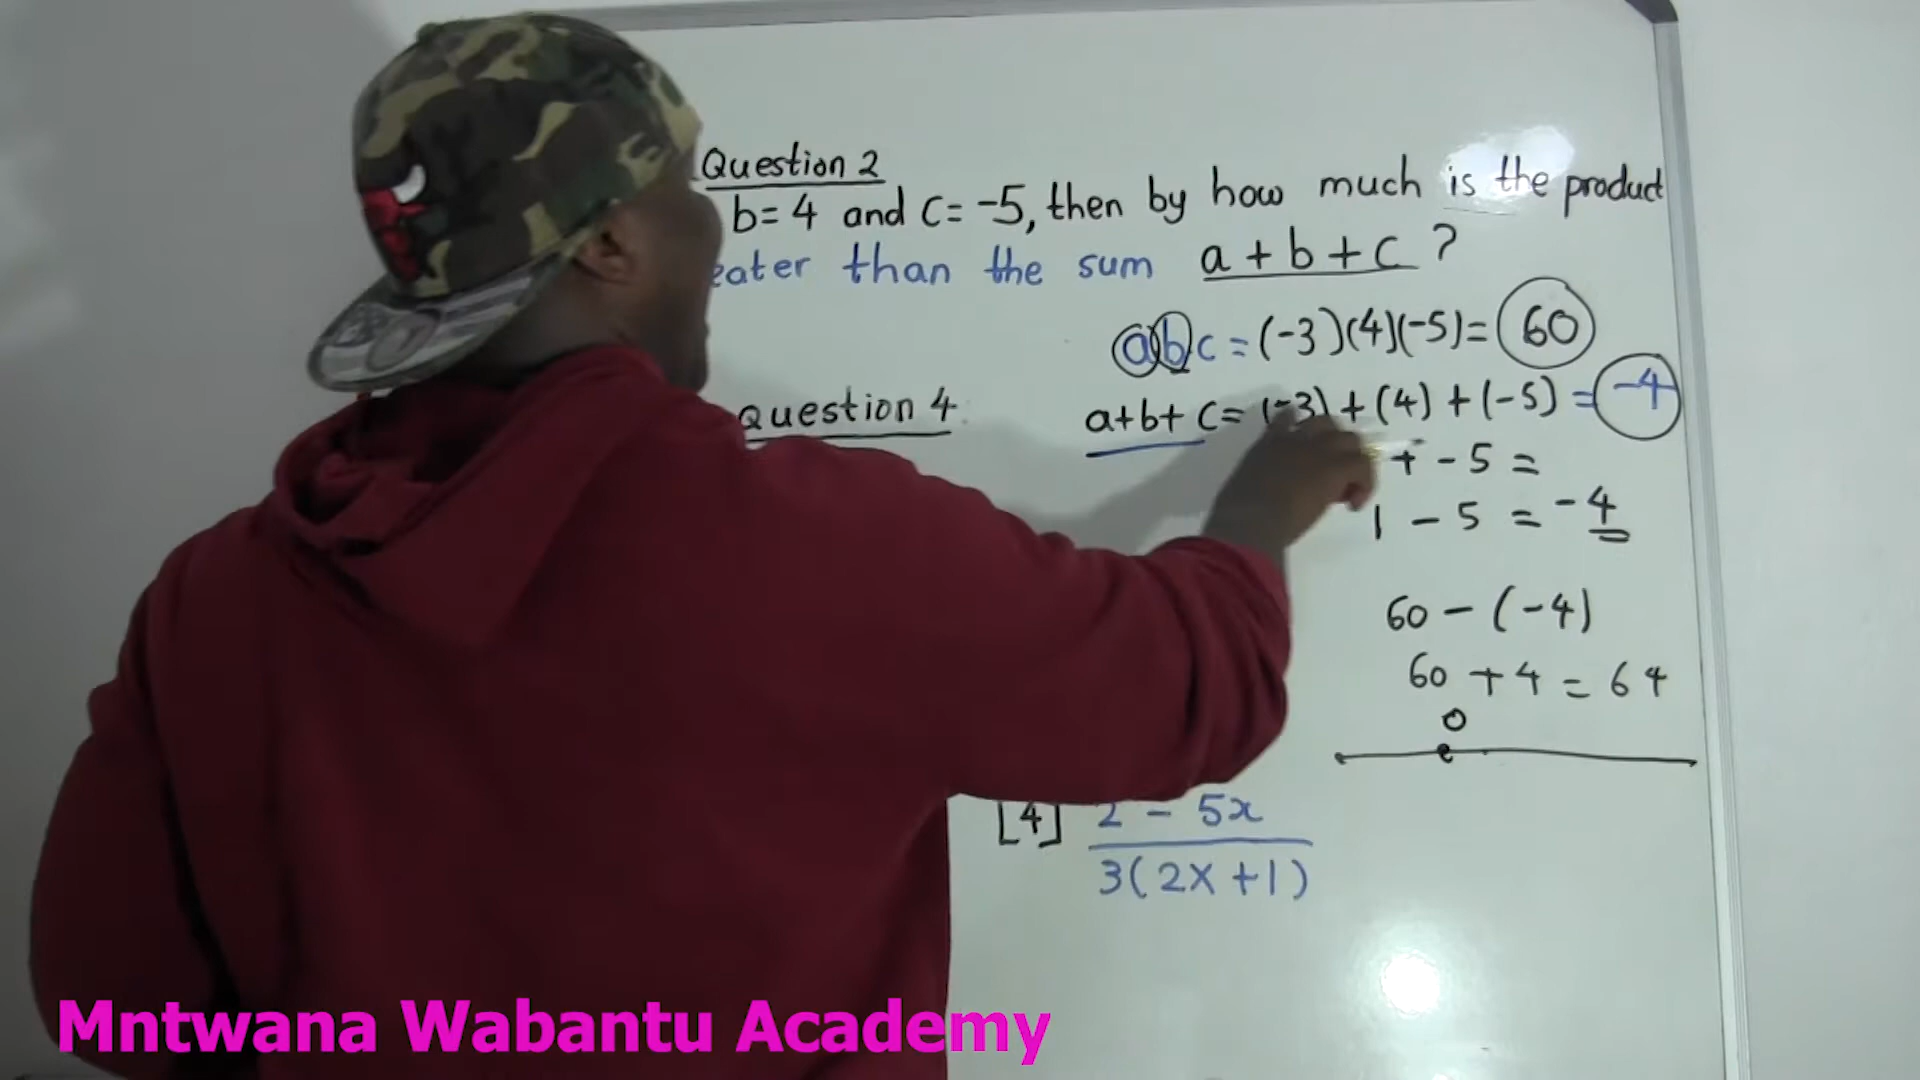 Question 2
b=4 and c= -5, then by how much is the product
eater than the sum a + b + c ?
abc = (-3)(4)(-5)= 60
Question 4
a+b+ c= (-3) + (4) + (-5) = -4
+ - 5 =
1 - 5 = -4
60 - (-4)
60 + 4 = 64
0
[4] 2 - 5x
3(2x +1)
Mntwana Wabantu Academy